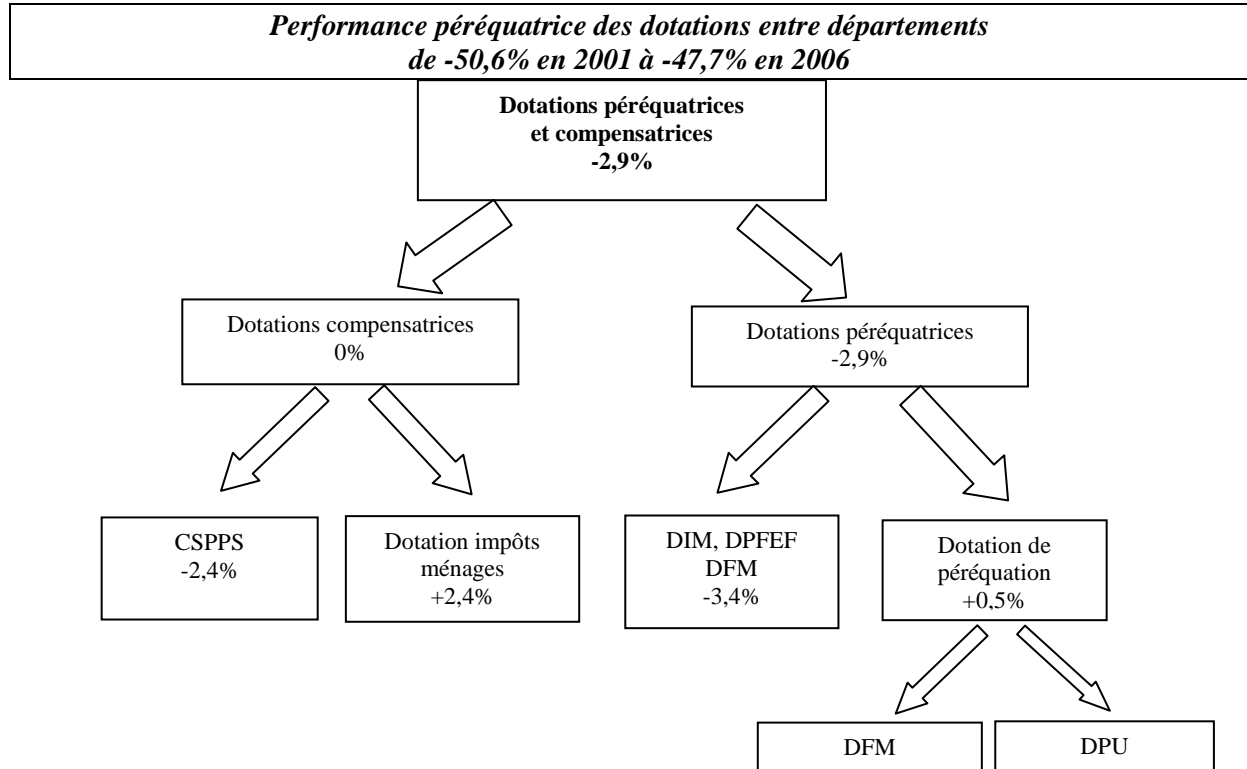 Performance péréquatrice des dotations entre départements
de -50,6% en 2001 à -47,7% en 2006
Dotations péréquatrices
et compensatrices
-2,9%
Dotations compensatrices
0%
Dotations péréquatrices
-2,9%
CSPPS
-2,4%
Dotation impôts
ménages
+2,4%
DIM, DPFEF
DFM
-3,4%
Dotation de
péréquation
+0,5%
DFM
DPU